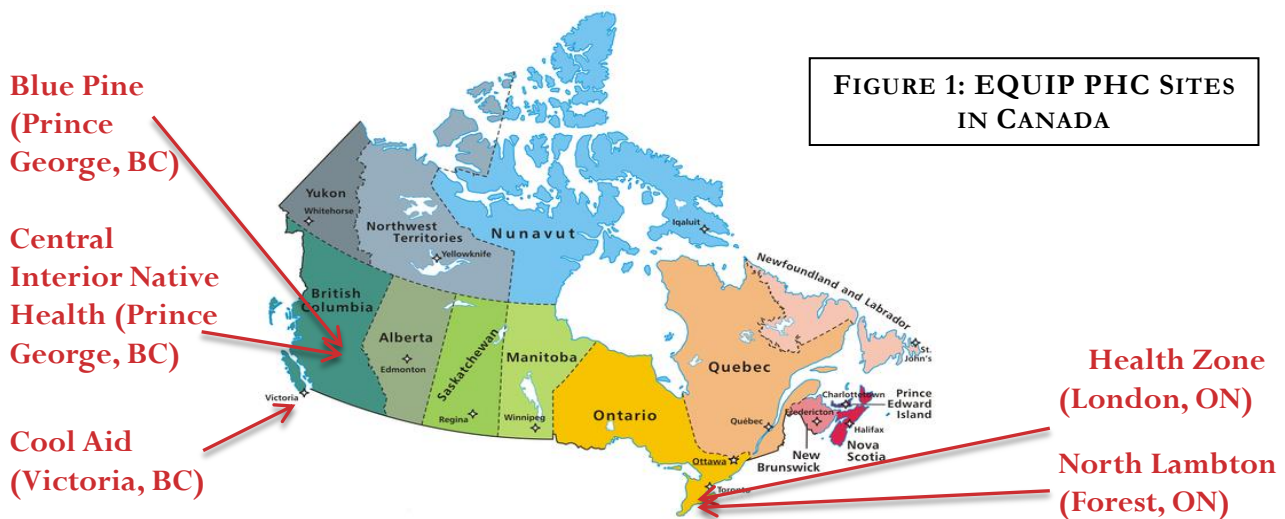 FIGURE 1: EQUIP PHC SITES
IN CANADA
Blue Pine
(Prince
George, BC)
Central
Interior Native
Health (Prince
George, BC)
Cool Aid
(Victoria, BC)
Health Zone
(London, ON)
North Lambton
(Forest, ON)
Yukon
Whitehorse
Northwest
Territories
Yellowknife
Nunavut
Iqaluit
British
Columbia
Victoria
Alberta
Edmonton
Saskatchewan
Regina
Manitoba
Winnipeg
Ontario
Ottawa
Toronto
Quebec
Québec
Newfoundland and Labrador
St.
John's
New
Brunswick
Fredericton
Charlottetown
Prince
Edward
Island
Halifax
Nova
Scotia